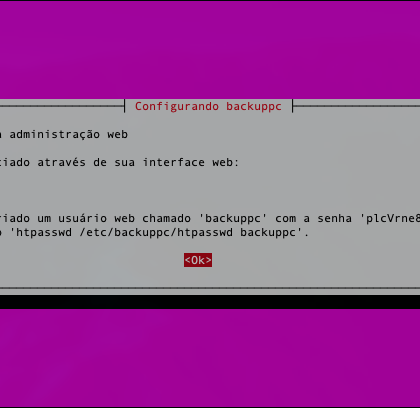 Configurando backuppc
administração web
iado através de sua interface web:
riado um usuário web chamado 'backuppc' com a senha 'plcVrne8
'htpasswd /etc/backuppc/htpasswd backuppc'.
<Ok>